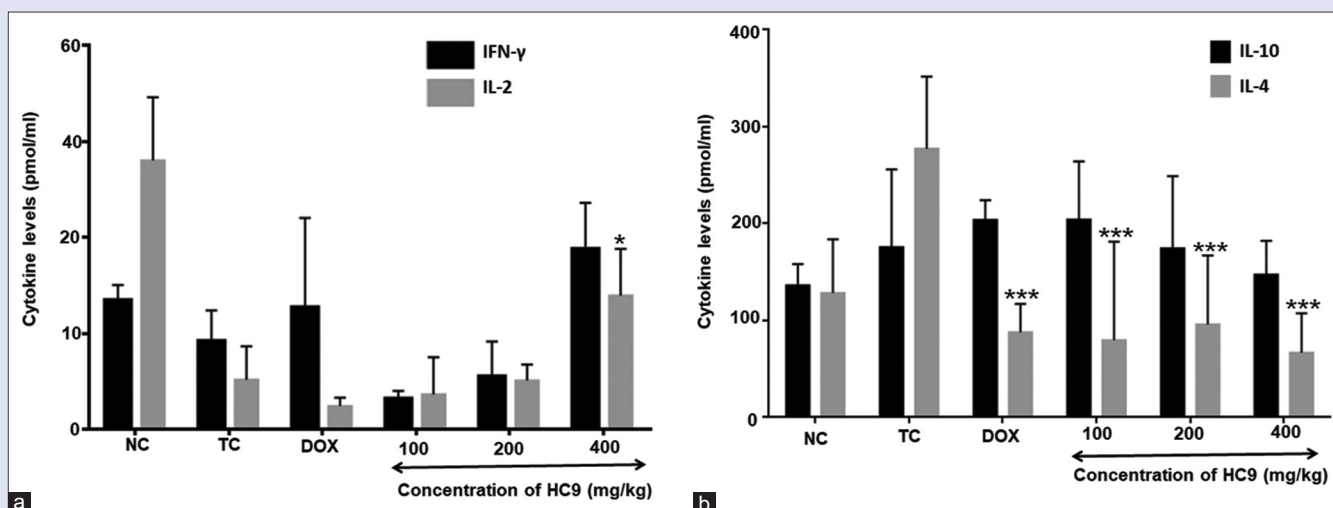 60
40
20
10
0
Cytokine levels (pmol/ml)
IFN-γ
IL-2
*
NC TC DOX 100 200 400
Concentration of HC9 (mg/kg)
a
400
300
200
100
0
Cytokine levels (pmol/ml)
IL-10
IL-4
*** *** *** ***
NC TC DOX 100 200 400
Concentration of HC9 (mg/kg)
b